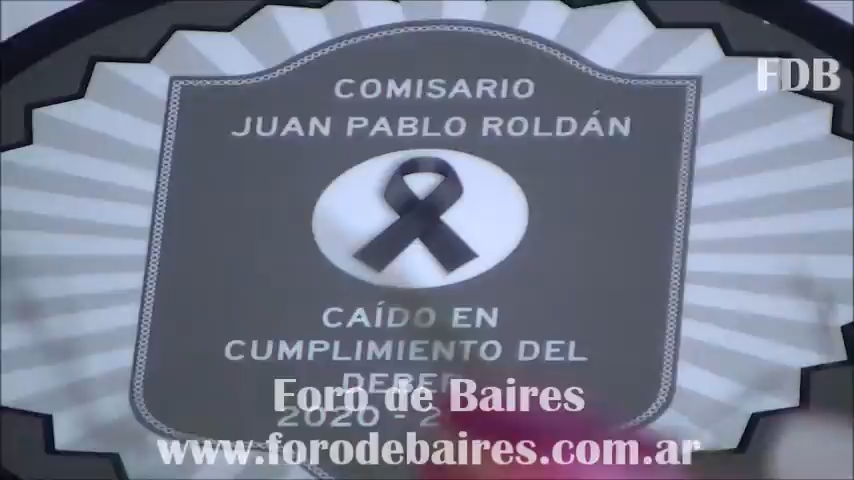 FDB
COMISARIO
JUAN PABLO ROLDÁN
CAÍDO EN
CUMPLIMIENTO DEL
Foro de Baires
2020 -
www.forodebaires.com.ar